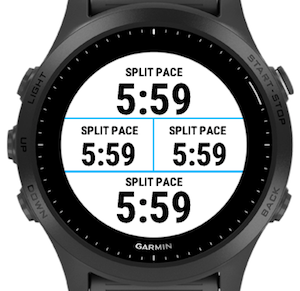 SPLIT PACE
5:59
SPLIT PACE SPLIT PACE
5:59 5:59
SPLIT PACE
5:59
GARMIN
LIGHT
START·STOP
UP
DOWN
BACK